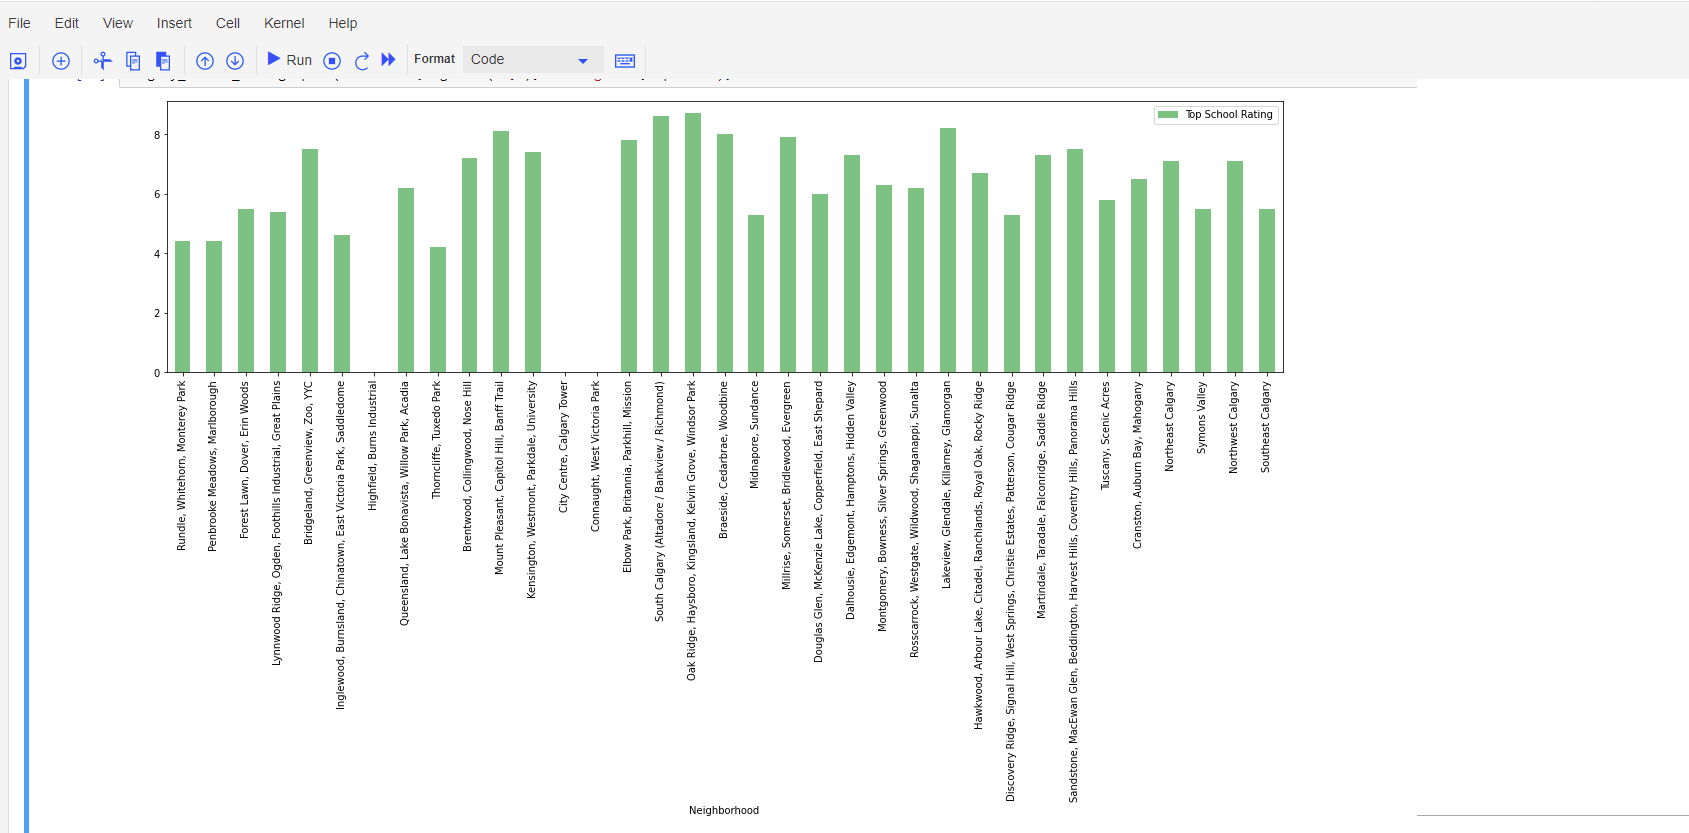 File Edit View Insert Cell Kernel Help
Run Format Code
Top School Rating
8
6
4
2
0
Rundle, Whitehorn, Monterey Park
Penbrooke Meadows, Marlborough
Forest Lawn, Dover, Erin Woods
Lynnwood Ridge, Ogden, Foothills Industrial, Great Plains
Bridgeland, Greenview, Zoo, YYC
Inglewood, Burnsland, Chinatown, East Victoria Park, Saddledome
Highfield, Burns Industrial
Queensland, Lake Bonavista, Willow Park, Acadia
Thorncliffe, Tuxedo Park
Brentwood, Collingwood, Nose Hill
Mount Pleasant, Capitol Hill, Banff Trail
Kensington, Westmont, Parkdale, University
City Centre, Calgary Tower
Connaught, West Victoria Park
Elbow Park, Britannia, Parkhill, Mission
South Calgary (Altadore / Bankview / Richmond)
Oak Ridge, Haysboro, Kingsland, Kelvin Grove, Windsor Park
Braeside, Cedarbrae, Woodbine
Midnapore, Sundance
Millrise, Somerset, Bridlewood, Evergreen
Douglas Glen, McKenzie Lake, Copperfield, East Shepard
Dalhousie, Edgemont, Hamptons, Hidden Valley
Montgomery, Bowness, Silver Springs, Greenwood
Rosscarrock, Westgate, Wildwood, Shaganappi, Sunalta
Lakeview, Glendale, Killarney, Glamorgan
Hawkwood, Arbour Lake, Citadel, Ranchlands, Royal Oak, Rocky Ridge
Discovery Ridge, Signal Hill, West Springs, Christie Estates, Patterson, Cougar Ridge
Martindale, Taradale, Falconridge, Saddle Ridge
Sandstone, MacEwan Glen, Beddington, Harvest Hills, Coventry Hills, Panorama Hills
Tuscany, Scenic Acres
Cranston, Auburn Bay, Mahogany
Northeast Calgary
Symons Valley
Northwest Calgary
Southeast Calgary
Neighborhood